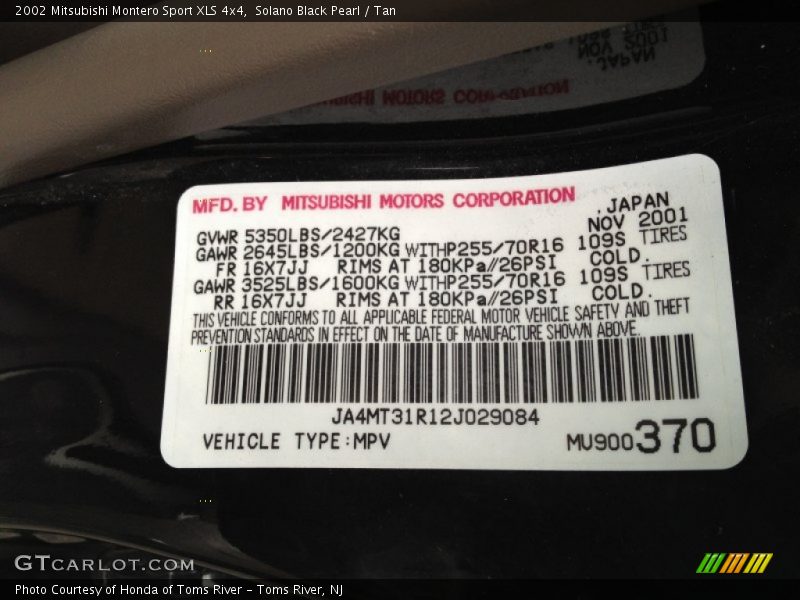 2002 Mitsubishi Montero Sport XLS 4x4, Solano Black Pearl / Tan
MFD. BY MITSUBISHI MOTORS CORPORATION , JAPAN
GVWR 5350LBS/2427KG NOV 2001
GAWR 2645LBS/1200KG WITHP255/70R16 109S TIRES
FR 16X7JJ RIMS AT 180KPa//26PSI COLD.
GAWR 3525LBS/1600KG WITHP255/70R16 109S TIRES
RR 16X7JJ RIMS AT 180KPa//26PSI COLD.
THIS VEHICLE CONFORMS TO ALL APPLICABLE FEDERAL MOTOR VEHICLE SAFETY AND THEFT
PREVENTION STANDARDS IN EFFECT ON THE DATE OF MANUFACTURE SHOWN ABOVE.
JA4MT31R12J029084
VEHICLE TYPE:MPV MU900370
GTCARLOT.COM
Photo Courtesy of Honda of Toms River - Toms River, NJ